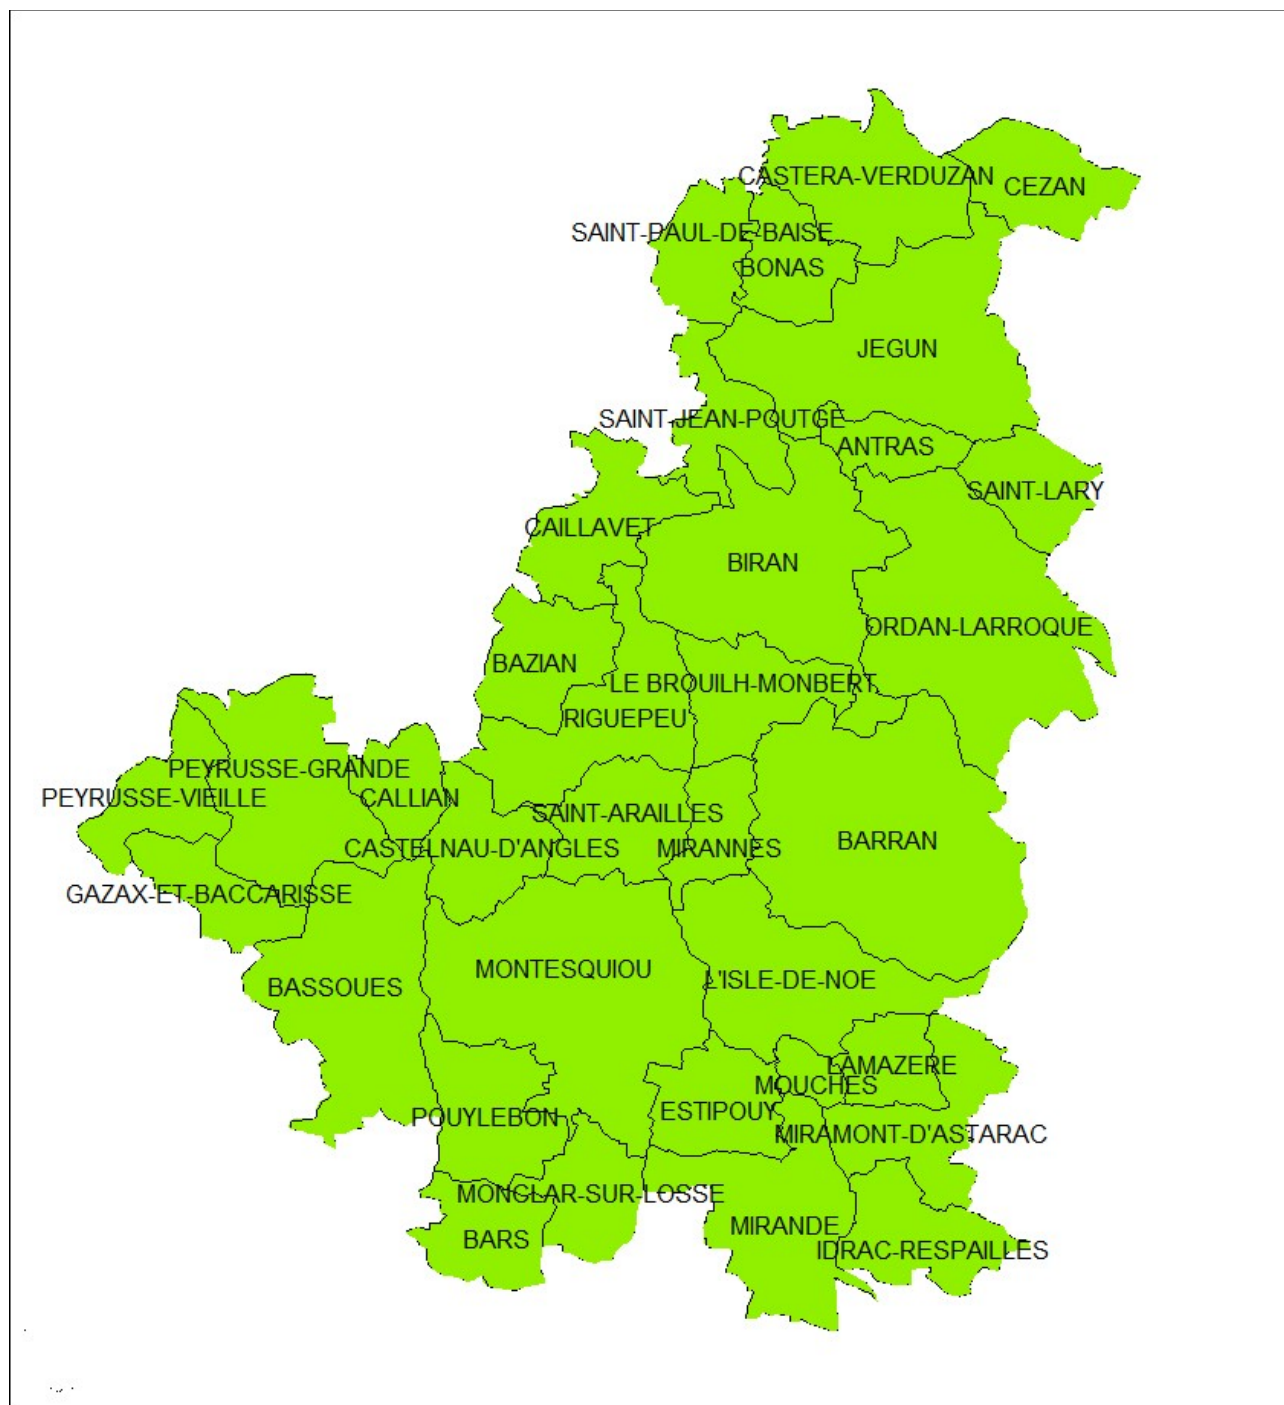 CASTERA-VERDUZAN
CEZAN
SAINT-PAUL-DE-BAISE
BONAS
JEGUN
SAINT-JEAN-POUTGE
ANTRAS
SAINT-LARY
CAILLAVET
BIRAN
ORDAN-LARROQUE
BAZIAN
LE BROUILH-MONBERT
RIGUEPEU
PEYRUSSE-GRANDE
PEYRUSSE-VIEILLE
CALLIAN
SAINT-ARAILLES
CASTELNAU-D'ANGLES
MIRANNES
BARRAN
GAZAX-ET-BACCARISSE
MONTESQUIOU
L'ISLE-DE-NOE
BASSOUES
LAMAZERE
MOUCHES
ESTIPOUY
POUYLEBON
MIRAMONT-D'ASTARAC
MONCLAR-SUR-LOSSE
MIRANDE
BARS
IDRAC-RESPAILLES